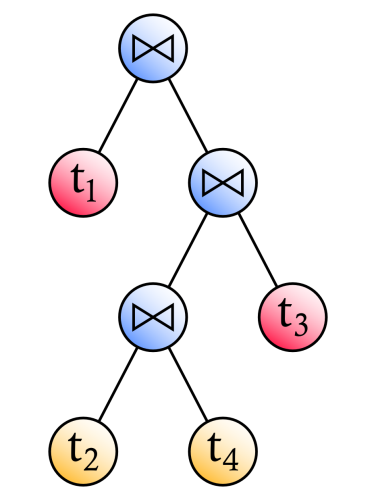 ⋈
t₁ ⋈
⋈ t₃
t₂ t₄